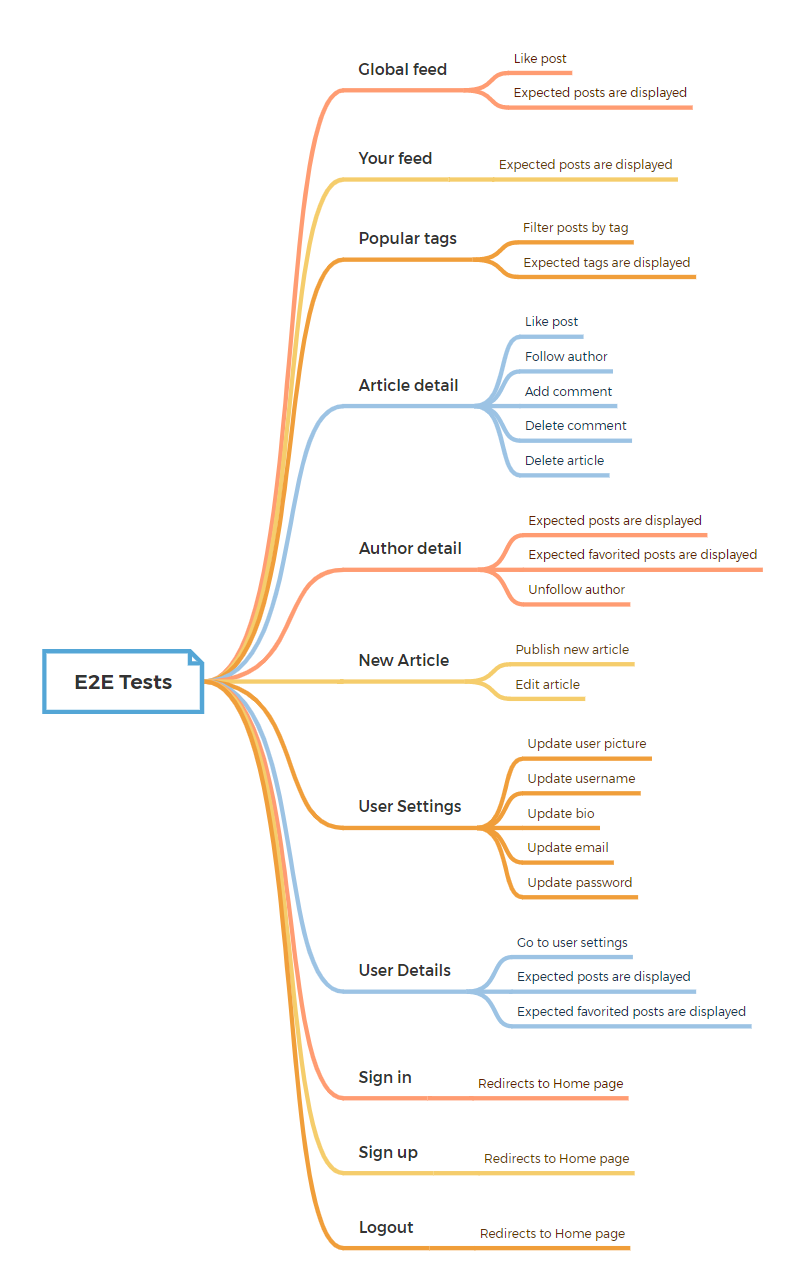 E2E Tests
Global feed
Like post
Expected posts are displayed
Your feed
Expected posts are displayed
Popular tags
Filter posts by tag
Expected tags are displayed
Article detail
Like post
Follow author
Add comment
Delete comment
Delete article
Author detail
Expected posts are displayed
Expected favorited posts are displayed
Unfollow author
New Article
Publish new article
Edit article
User Settings
Update user picture
Update username
Update bio
Update email
Update password
User Details
Go to user settings
Expected posts are displayed
Expected favorited posts are displayed
Sign in
Redirects to Home page
Sign up
Redirects to Home page
Logout
Redirects to Home page